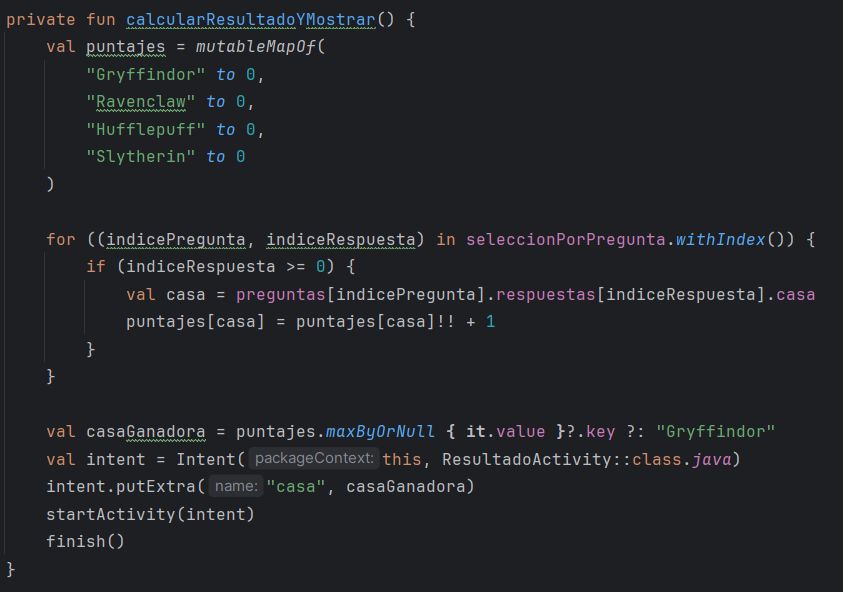 private fun calcularResultadoYMostrar() {
    val puntajes = mutableMapOf(
        "Gryffindor" to 0,
        "Ravenclaw" to 0,
        "Hufflepuff" to 0,
        "Slytherin" to 0
    )

    for ((indicePregunta, indiceRespuesta) in seleccionPorPregunta.withIndex()) {
        if (indiceRespuesta >= 0) {
            val casa = preguntas[indicePregunta].respuestas[indiceRespuesta].casa
            puntajes[casa] = puntajes[casa]!! + 1
        }
    }

    val casaGanadora = puntajes.maxByOrNull { it.value }?.key ?: "Gryffindor"
    val intent = Intent( packageContext: this, ResultadoActivity::class.java)
    intent.putExtra( name: "casa", casaGanadora)
    startActivity(intent)
    finish()
}